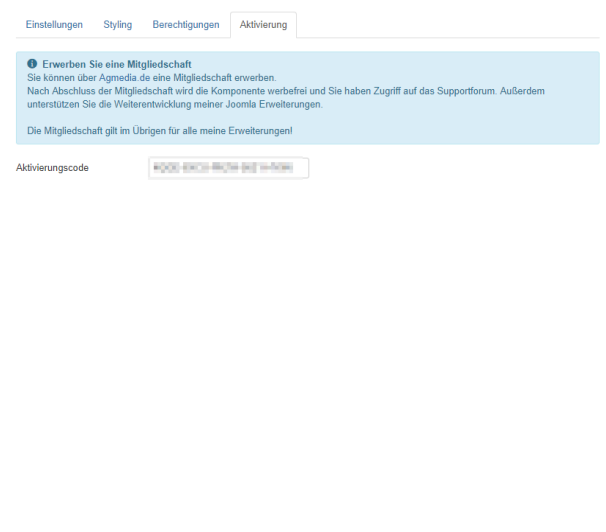 Einstellungen Styling Berechtigungen Aktivierung
Erwerben Sie eine Mitgliedschaft
Sie können über Agmedia.de eine Mitgliedschaft erwerben.
Nach Abschluss der Mitgliedschaft wird die Komponente werbefrei und Sie haben Zugriff auf das Supportforum. Außerdem
unterstützen Sie die Weiterentwicklung meiner Joomla Erweiterungen.
Die Mitgliedschaft gilt im Übrigen für alle meine Erweiterungen!
Aktivierungscode